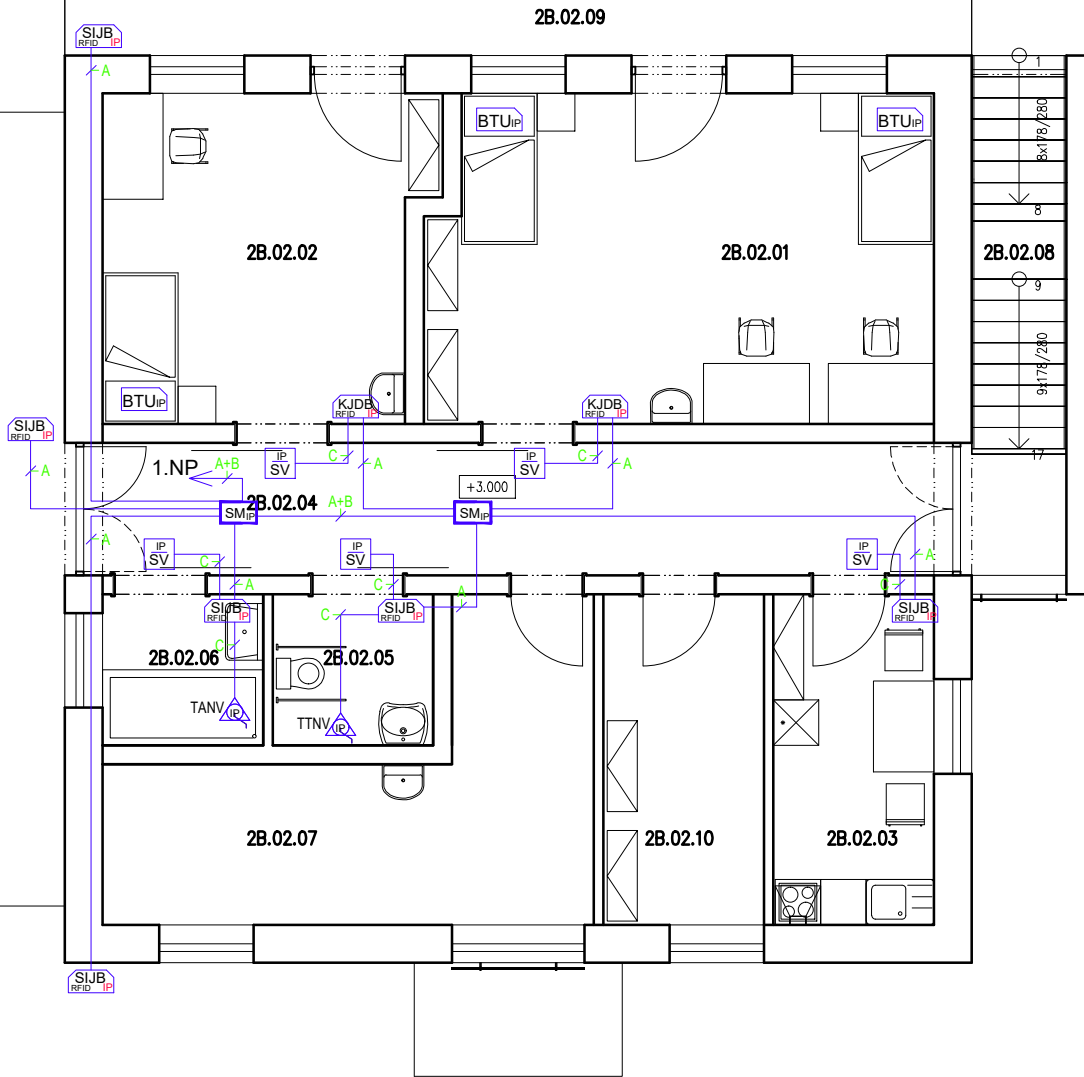 2B.02.09
SIJB
RFID IP
A
1
BTU IP
BTU IP
8x178/280
8
2B.02.02
2B.02.01
2B.02.08
9
9x178/280
BTU IP
KJDB
RFID IP
KJDB
RFID IP
SIJB
RFID IP
A
1.NP
A+B
IP
SV
C
A
IP
SV
C
A
17
+3.000
2B.02.04
A+B
SM IP
SM IP
A
IP
SV
C
A
IP
SV
C
A
IP
SV
C
A
SIJB
RFID IP
C
SIJB
RFID IP
SIJB
RFID IP
C
2B.02.06
2B.02.05
TANV
IP
TTNV
IP
2B.02.07
2B.02.10
2B.02.03
SIJB
RFID IP